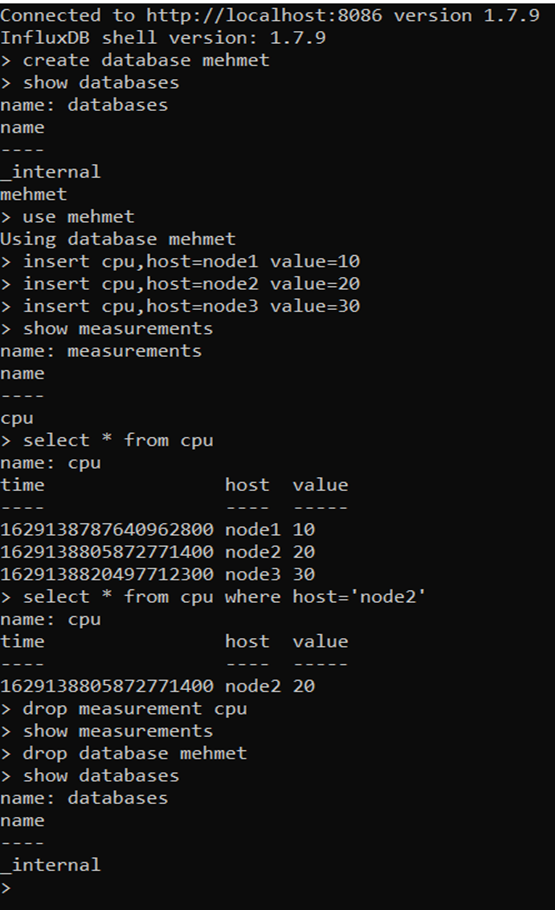 Connected to http://localhost:8086 version 1.7.9
InfluxDB shell version: 1.7.9
> create database mehmet
> show databases
name: databases
name
----
_internal
mehmet
> use mehmet
Using database mehmet
> insert cpu,host=node1 value=10
> insert cpu,host=node2 value=20
> insert cpu,host=node3 value=30
> show measurements
name: measurements
name
----
cpu
> select * from cpu
name: cpu
time                host  value
----                ----  -----
1629138787640962800 node1 10
1629138805872771400 node2 20
1629138820497712300 node3 30
> select * from cpu where host='node2'
name: cpu
time                host  value
----                ----  -----
1629138805872771400 node2 20
> drop measurement cpu
> show measurements
> drop database mehmet
> show databases
name: databases
name
----
_internal
>